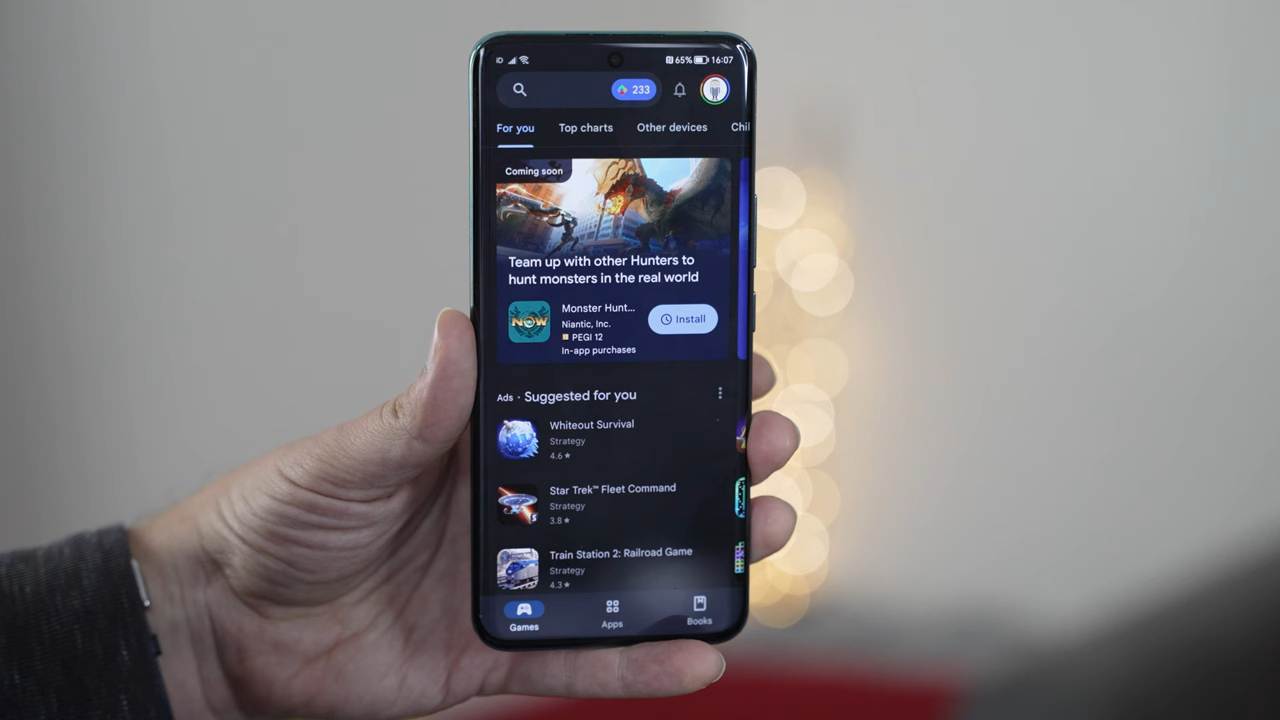 65% 16:07
233
For you Top charts Other devices Chil
Coming soon
Team up with other Hunters to
hunt monsters in the real world
NOW
Monster Hunt...
Niantic, Inc.
PEGI 12
In-app purchases
Install
Ads • Suggested for you
Whiteout Survival
Strategy
4.6★
Star Trek™ Fleet Command
Strategy
3.8★
Train Station 2: Railroad Game
Strategy
4.3★
Games Apps Books